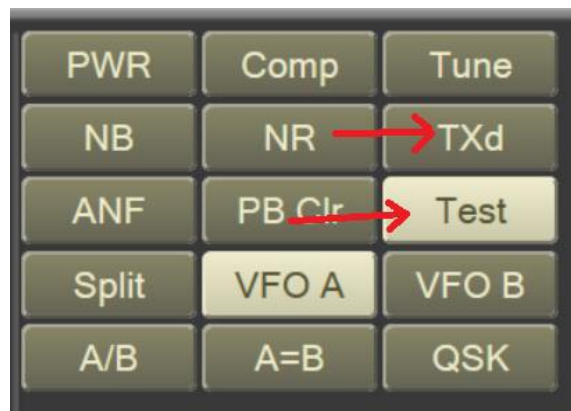 PWR Comp Tune
NB NR TXd
ANF PB Clr Test
Split VFO A VFO B
A/B A=B QSK